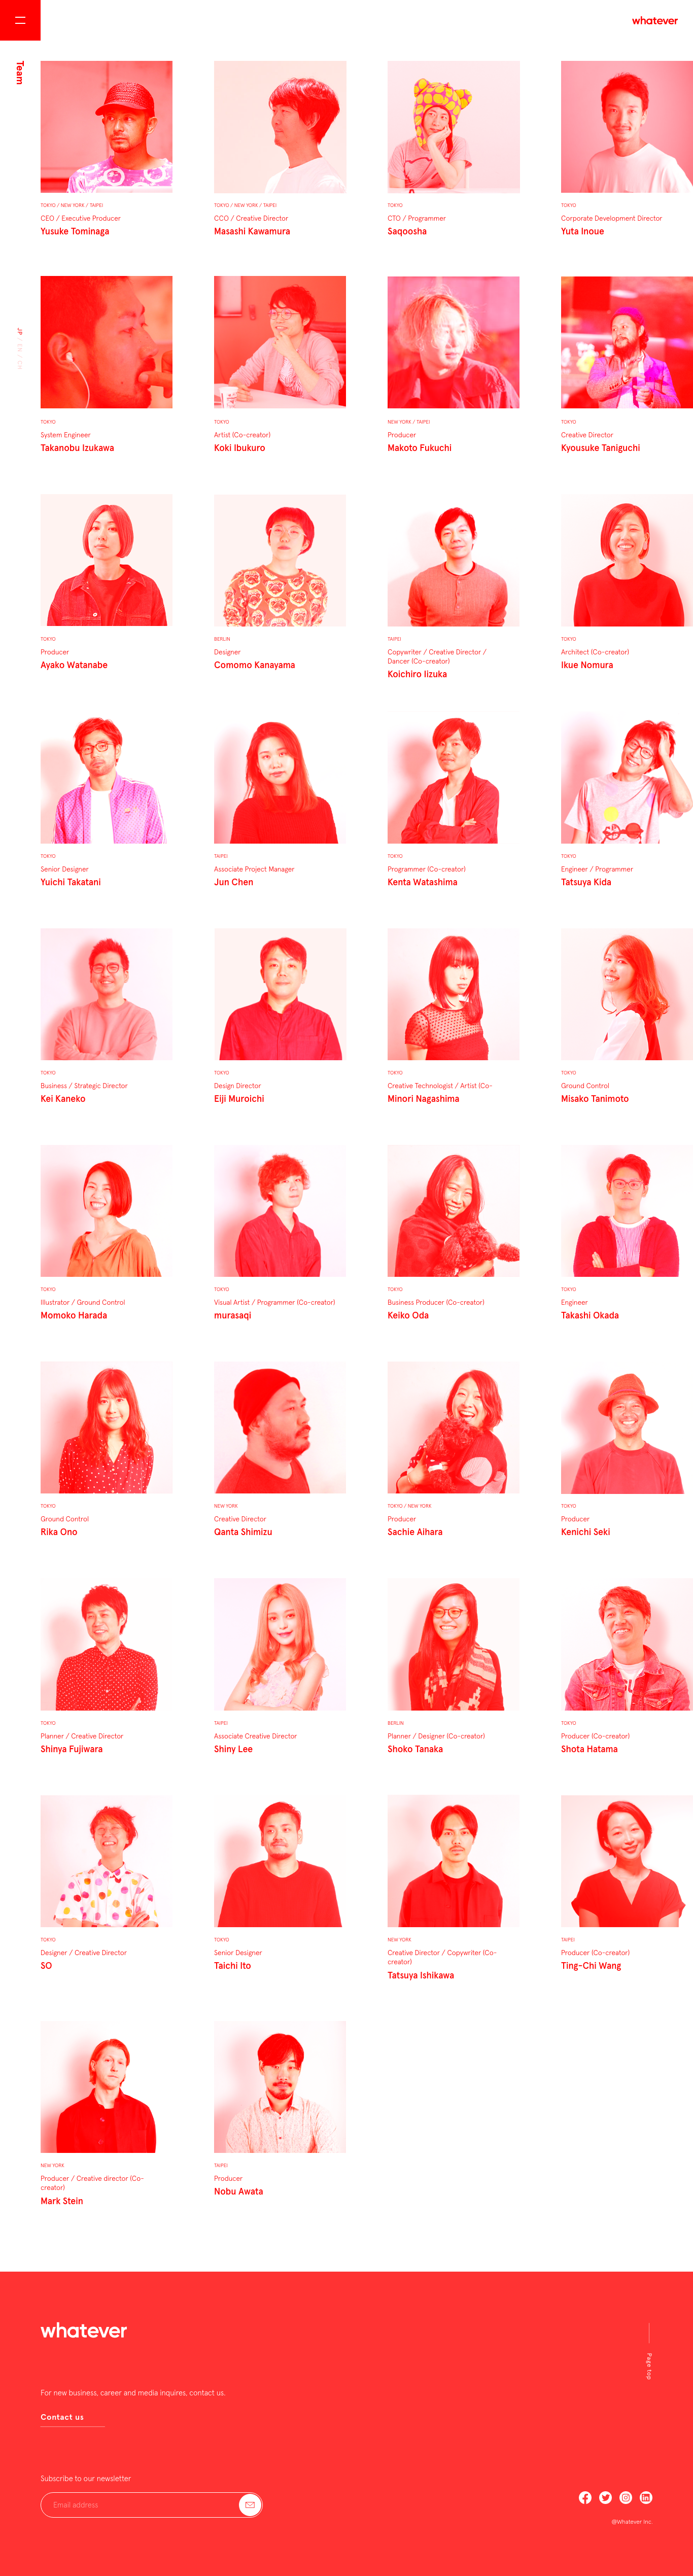 whatever
Team
JP / EN / CH
TOKYO / NEW YORK / TAIPEI
CEO / Executive Producer
Yusuke Tominaga
TOKYO / NEW YORK / TAIPEI
CCO / Creative Director
Masashi Kawamura
TOKYO
CTO / Programmer
Saqoosha
TOKYO
Corporate Development Director
Yuta Inoue
TOKYO
System Engineer
Takanobu Izukawa
TOKYO
Artist (Co-creator)
Koki Ibukuro
NEW YORK / TAIPEI
Producer
Makoto Fukuchi
TOKYO
Creative Director
Kyousuke Taniguchi
TOKYO
Producer
Ayako Watanabe
BERLIN
Designer
Comomo Kanayama
TAIPEI
Copywriter / Creative Director /
Dancer (Co-creator)
Koichiro Iizuka
TOKYO
Architect (Co-creator)
Ikue Nomura
TOKYO
Senior Designer
Yuichi Takatani
TAIPEI
Associate Project Manager
Jun Chen
TOKYO
Programmer (Co-creator)
Kenta Watashima
TOKYO
Engineer / Programmer
Tatsuya Kida
TOKYO
Business / Strategic Director
Kei Kaneko
TOKYO
Design Director
Eiji Muroichi
TOKYO
Creative Technologist / Artist (Co-
Minori Nagashima
TOKYO
Ground Control
Misako Tanimoto
TOKYO
Illustrator / Ground Control
Momoko Harada
TOKYO
Visual Artist / Programmer (Co-creator)
murasaqi
TOKYO
Business Producer (Co-creator)
Keiko Oda
TOKYO
Engineer
Takashi Okada
TOKYO
Ground Control
Rika Ono
NEW YORK
Creative Director
Qanta Shimizu
TOKYO / NEW YORK
Producer
Sachie Aihara
TOKYO
Producer
Kenichi Seki
TOKYO
Planner / Creative Director
Shinya Fujiwara
TAIPEI
Associate Creative Director
Shiny Lee
BERLIN
Planner / Designer (Co-creator)
Shoko Tanaka
TOKYO
Producer (Co-creator)
Shota Hatama
TOKYO
Designer / Creative Director
SO
TOKYO
Senior Designer
Taichi Ito
NEW YORK
Creative Director / Copywriter (Co-
creator)
Tatsuya Ishikawa
TAIPEI
Producer (Co-creator)
Ting-Chi Wang
NEW YORK
Producer / Creative director (Co-
creator)
Mark Stein
TAIPEI
Producer
Nobu Awata
whatever
Page top
For new business, career and media inquires, contact us.
Contact us
Subscribe to our newsletter
Email address
@Whatever Inc.